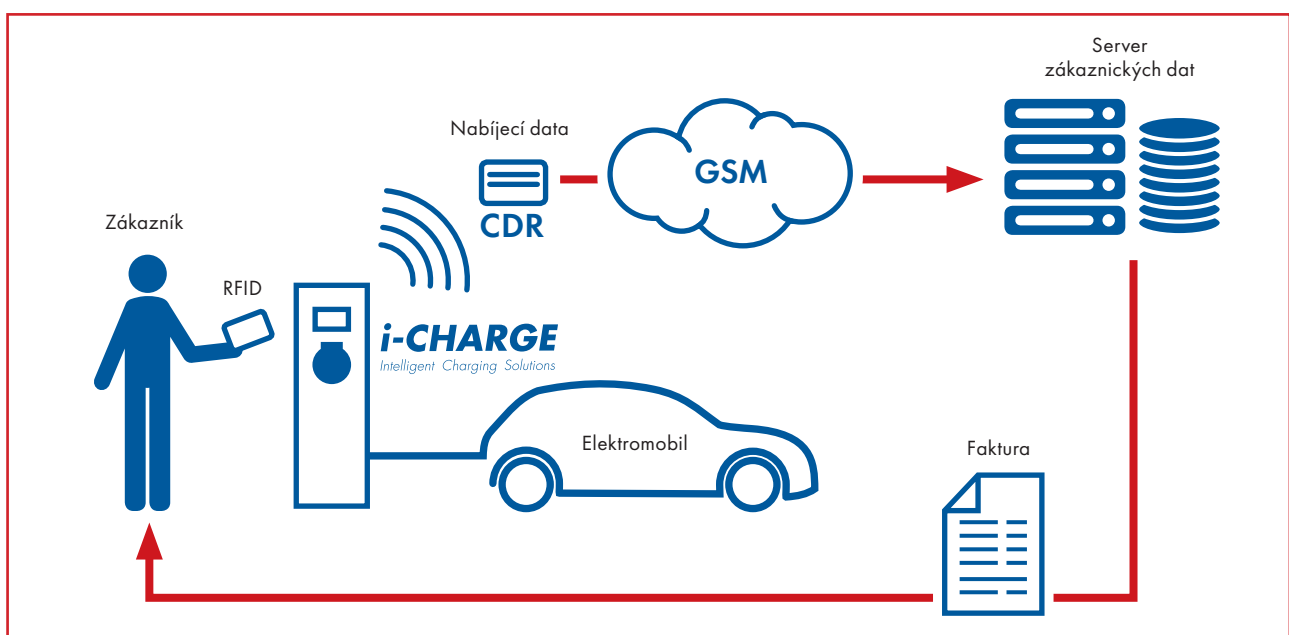 Server
zákaznických dat
Nabíjecí data
GSM
CDR
Zákazník
RFID
i-CHARGE
Intelligent Charging Solutions
Elektromobil
Faktura